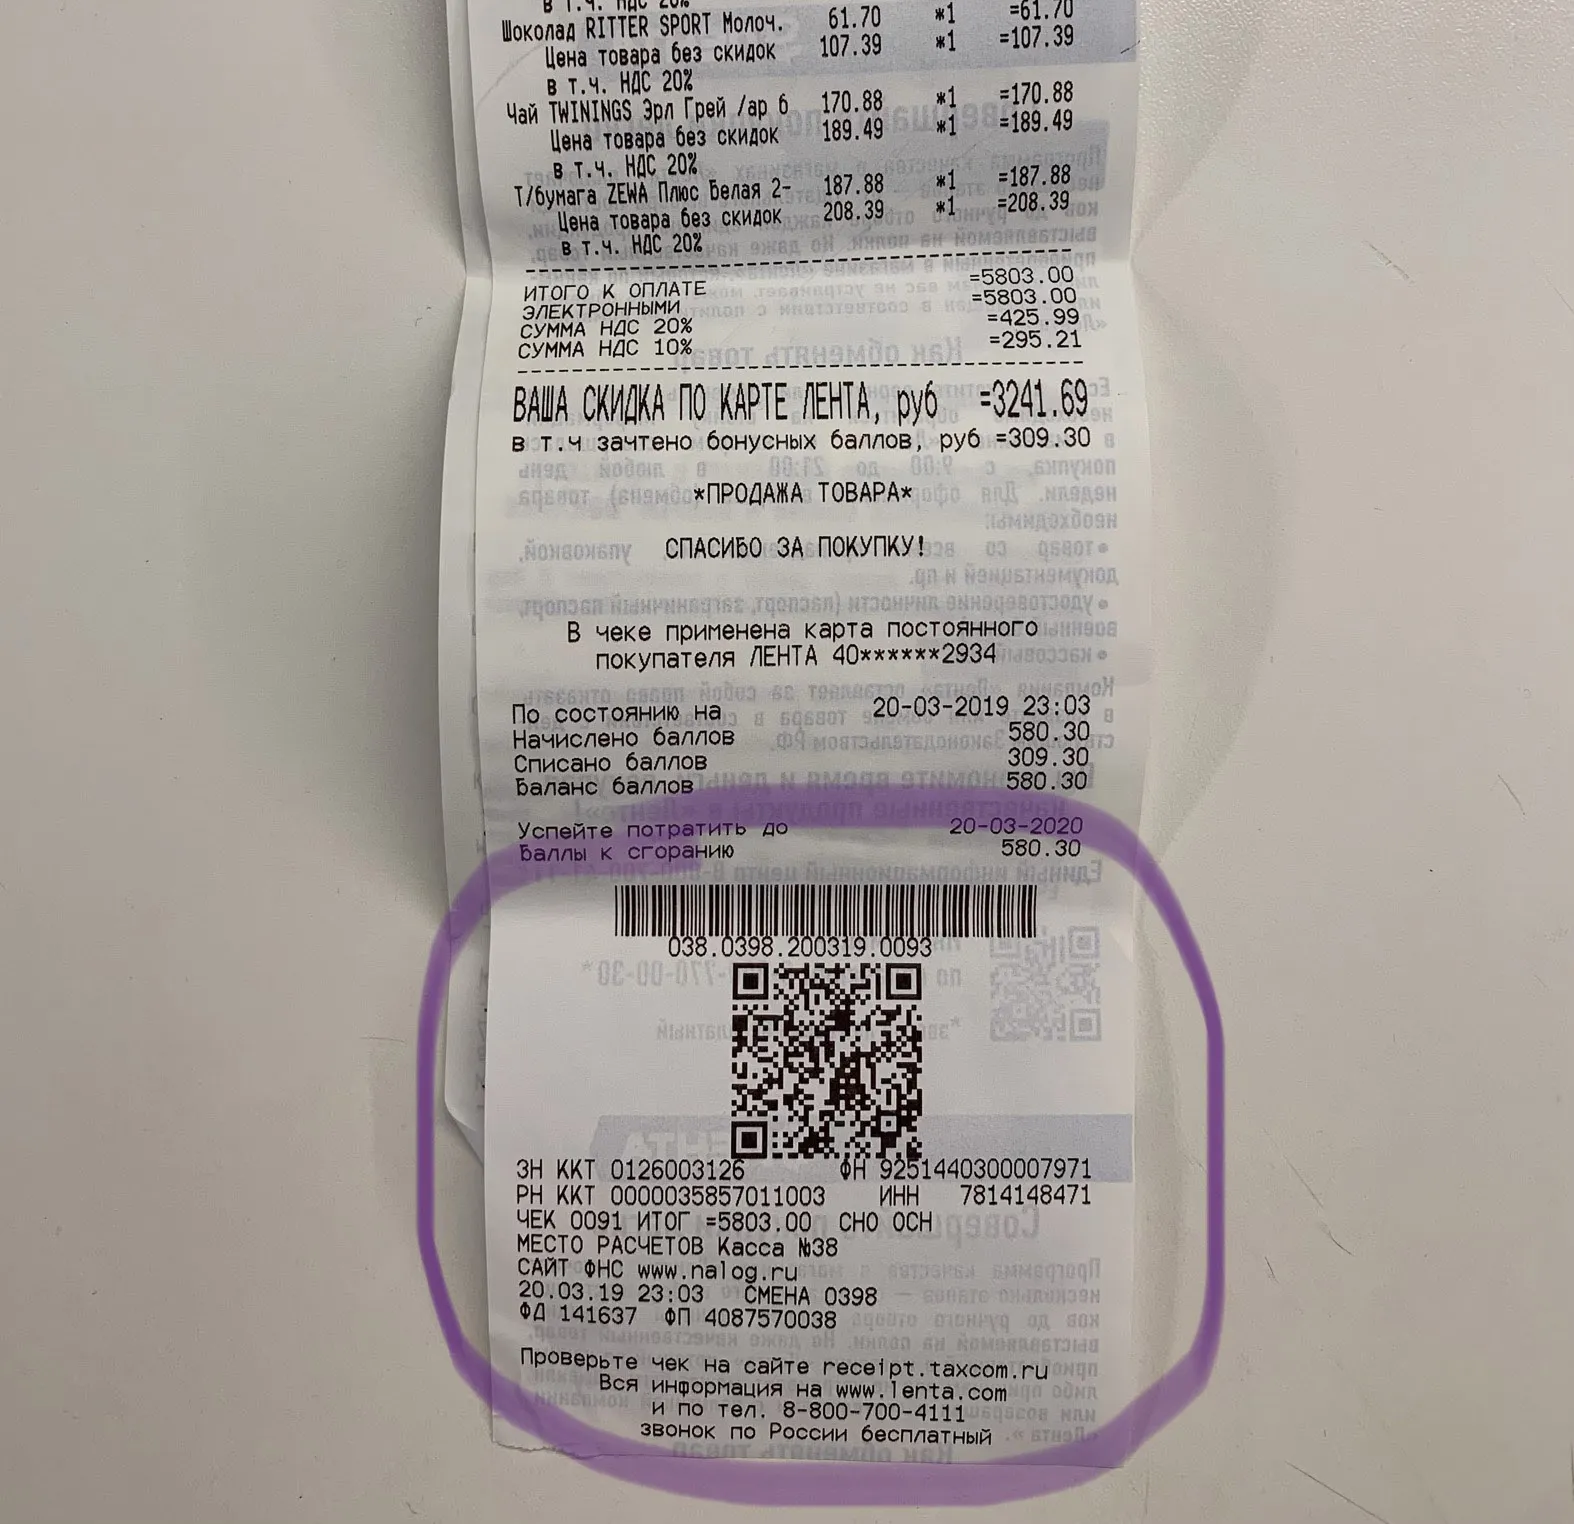 в т.ч. НДС 20%
Шоколад RITTER SPORT Молоч. 61.70 *1 =61.70
Цена товара без скидок 107.39 *1 =107.39
в т.ч. НДС 20%
Чай TWININGS Эрл Грей /ар б 170.88 *1 =170.88
Цена товара без скидок 189.49 *1 =189.49
в т.ч. НДС 20%
Т/бумага ZEWA Плюс Белая 2- 187.88 *1 =187.88
Цена товара без скидок 208.39 *1 =208.39
в т.ч. НДС 20%
ИТОГО К ОПЛАТЕ =5803.00
ЭЛЕКТРОННЫМИ =5803.00
СУММА НДС 20% =425.99
СУММА НДС 10% =295.21
ВАША СКИДКА ПО КАРТЕ ЛЕНТА, руб =3241.69
в т.ч зачтено бонусных баллов, руб =309.30
*ПРОДАЖА ТОВАРА*
СПАСИБО ЗА ПОКУПКУ!
В чеке применена карта постоянного
покупателя ЛЕНТА 40******2934
По состоянию на 20-03-2019 23:03
Начислено баллов 580.30
Списано баллов 309.30
Баланс баллов 580.30
Успейте потратить до 20-03-2020
Баллы к сгоранию 580.30
038.0398.200319.0093
ЗН ККТ 0126003126 ФН 9251440300007971
РН ККТ 0000035857011003 ИНН 7814148471
ЧЕК 0091 ИТОГ =5803.00 СНО ОСН
МЕСТО РАСЧЕТОВ Касса №38
САЙТ ФНС www.nalog.ru
20.03.19 23:03 СМЕНА 0398
ФД 141637 ФП 4087570038
Проверьте чек на сайте receipt.taxcom.ru
Вся информация на www.lenta.com
и по тел. 8-800-700-4111
звонок по России бесплатный